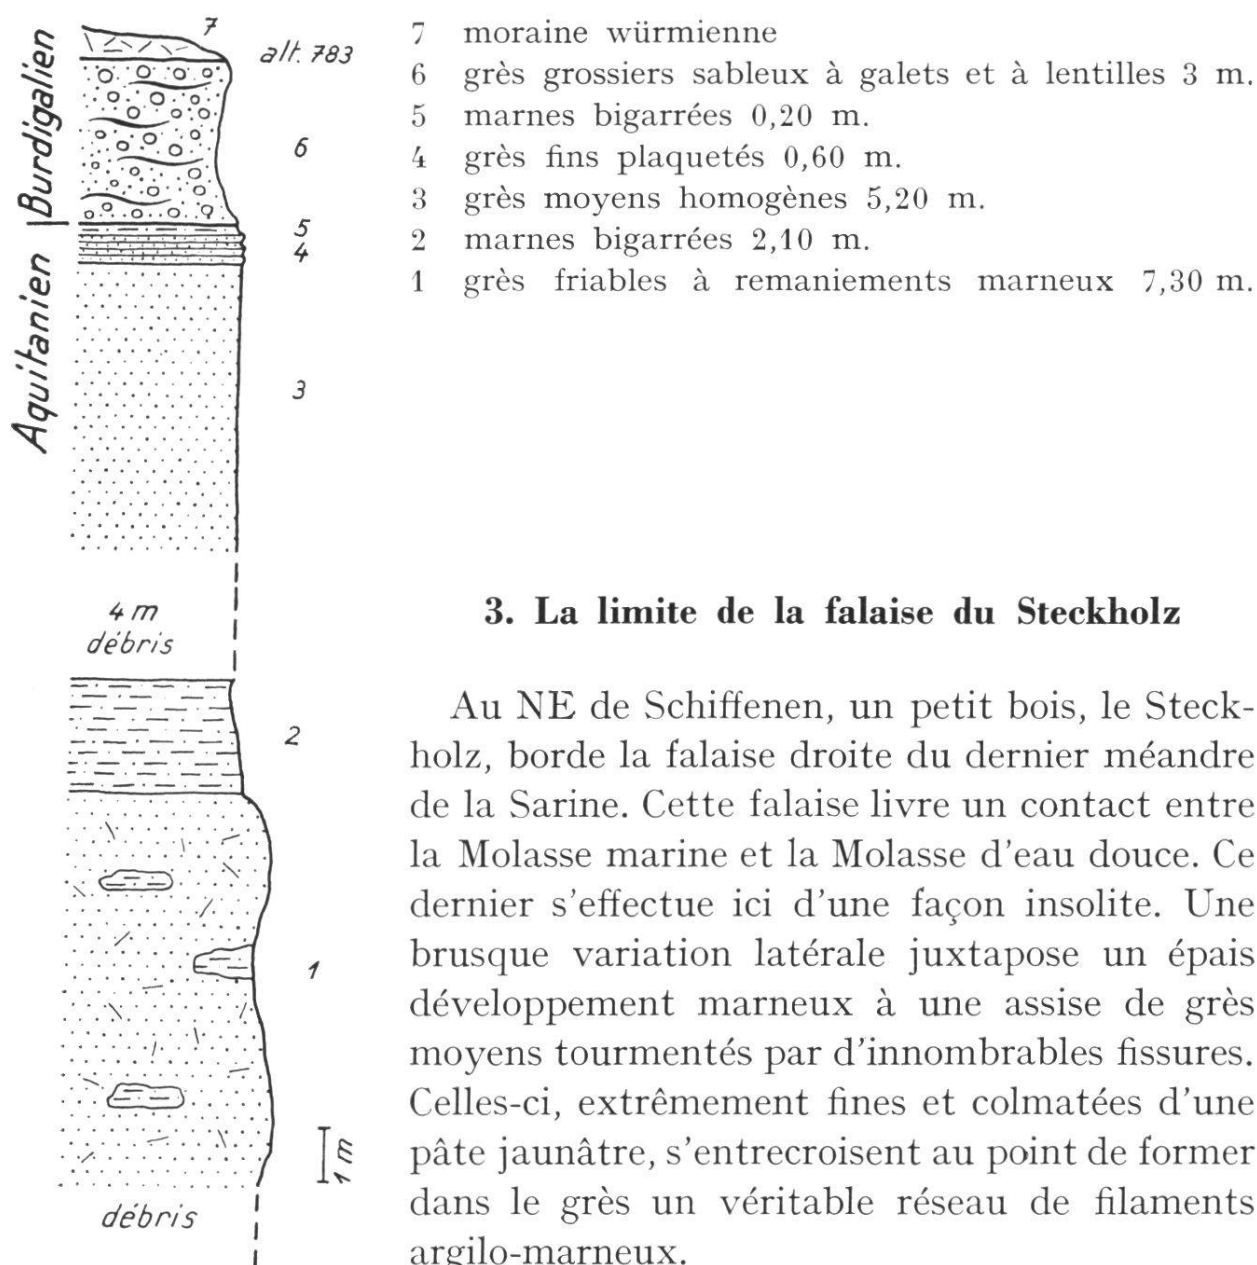 7
alt. 783
Burdigalien
6
5
4
Aquitanien
3
4 m
débris
2
1
1 m
débris
7 moraine würmienne
6 grès grossiers sableux à galets et à lentilles 3 m.
5 marnes bigarrées 0,20 m.
4 grès fins plaquetés 0,60 m.
3 grès moyens homogènes 5,20 m.
2 marnes bigarrées 2,10 m.
1 grès friables à remaniements marneux 7,30 m.
3. La limite de la falaise du Steckholz
Au NE de Schiffenen, un petit bois, le Steck-
holz, borde la falaise droite du dernier méandre
de la Sarine. Cette falaise livre un contact entre
la Molasse marine et la Molasse d'eau douce. Ce
dernier s'effectue ici d'une façon insolite. Une
brusque variation latérale juxtapose un épais
développement marneux à une assise de grès
moyens tourmentés par d'innombrables fissures.
Celles-ci, extrêmement fines et colmatées d'une
pâte jaunâtre, s'entrecroisent au point de former
dans le grès un véritable réseau de filaments
argilo-marneux.